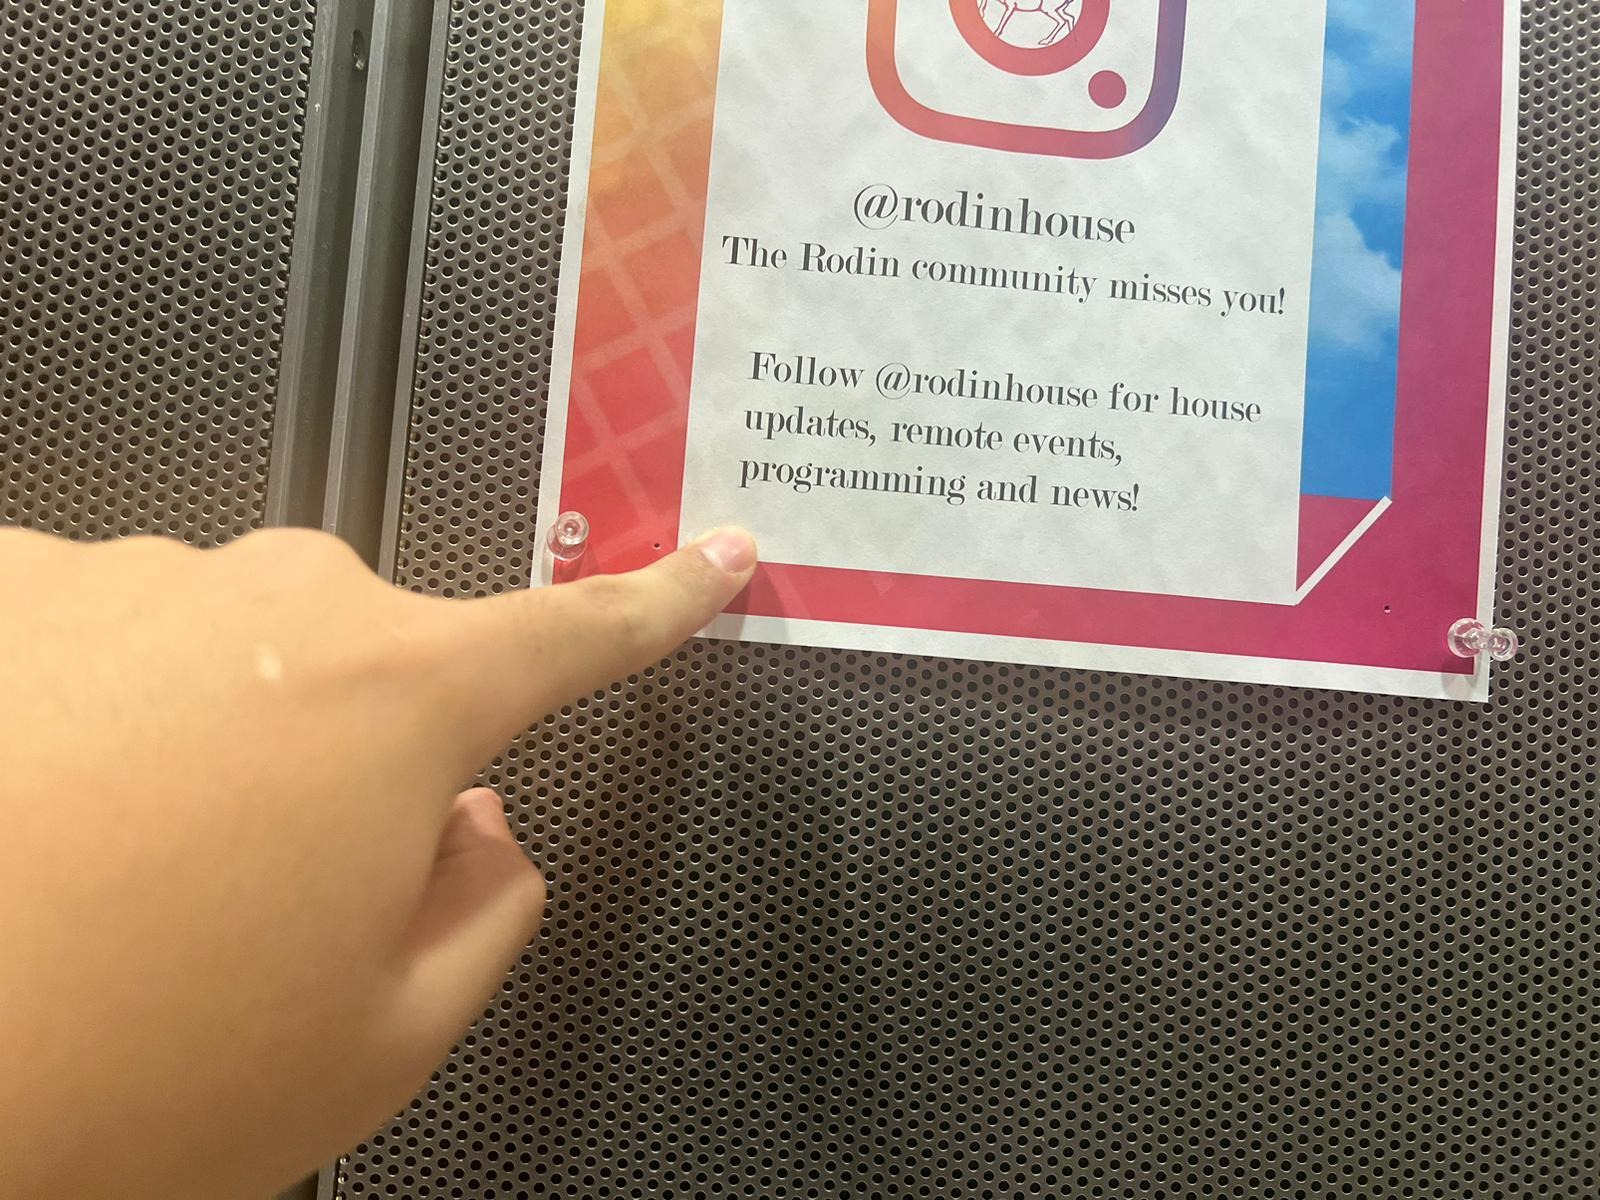 @rodinhouse
The Rodin community misses you!
Follow @rodinhouse for house
updates, remote events,
programming and news!